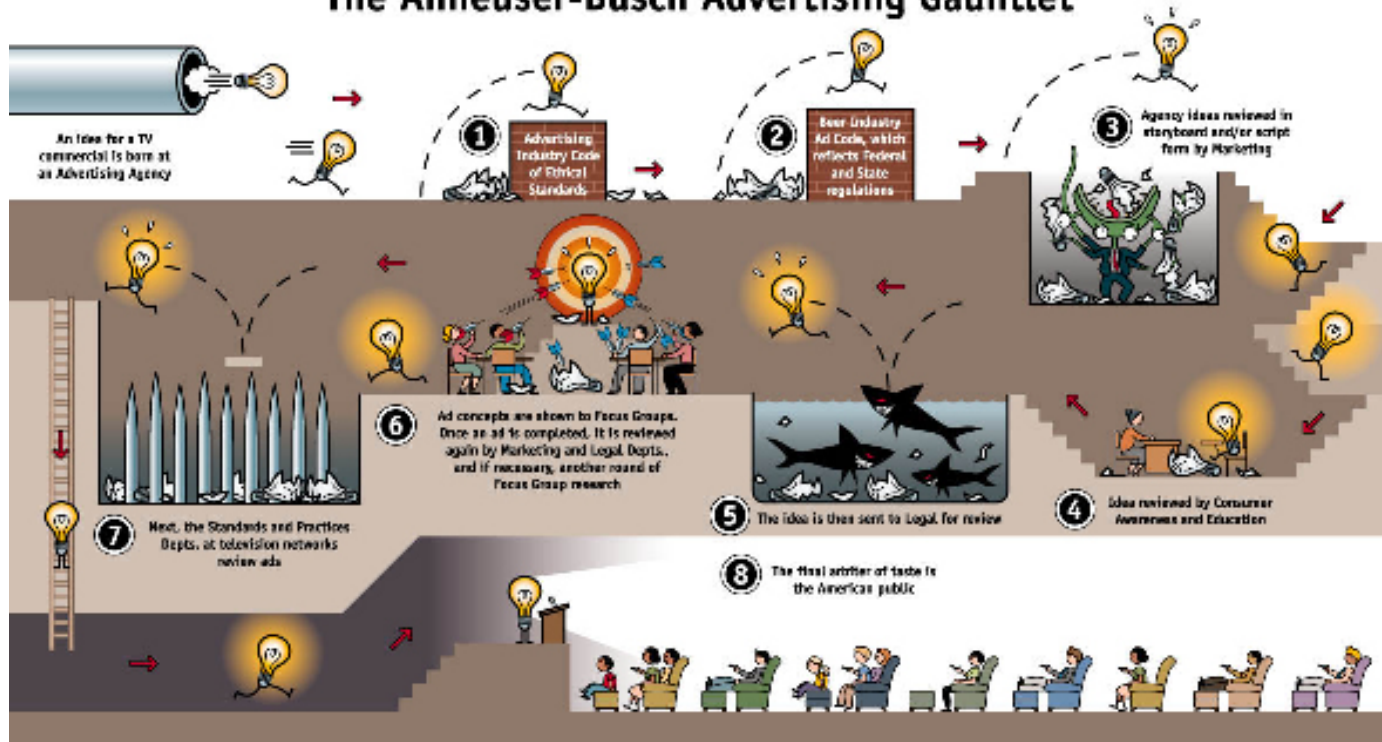 The Anheuser-Busch Advertising Gauntlet
An idea for a TV
commercial is born at
an Advertising Agency
1
Advertising
Industry Code
of Ethical
Standards
2
Beer Industry
Ad Code, which
reflects Federal
and State
regulations
3
Agency ideas reviewed in
storyboard and/or script
form by Marketing
4
Idea reviewed by Consumer
Awareness and Education
5
The idea is then sent to Legal for review
6
Ad concepts are shown to Focus Groups.
Once an ad is completed, it is reviewed
again by Marketing and Legal Depts.,
and if necessary, another round of
Focus Group research
7
Next, the Standards and Practices
Depts. at television networks
review ads
8
The final arbiter of taste is
the American public